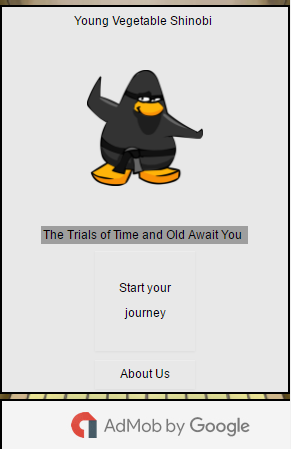 Young Vegetable Shinobi
The Trials of Time and Old Await You
Start your
journey
About Us
AdMob by Google